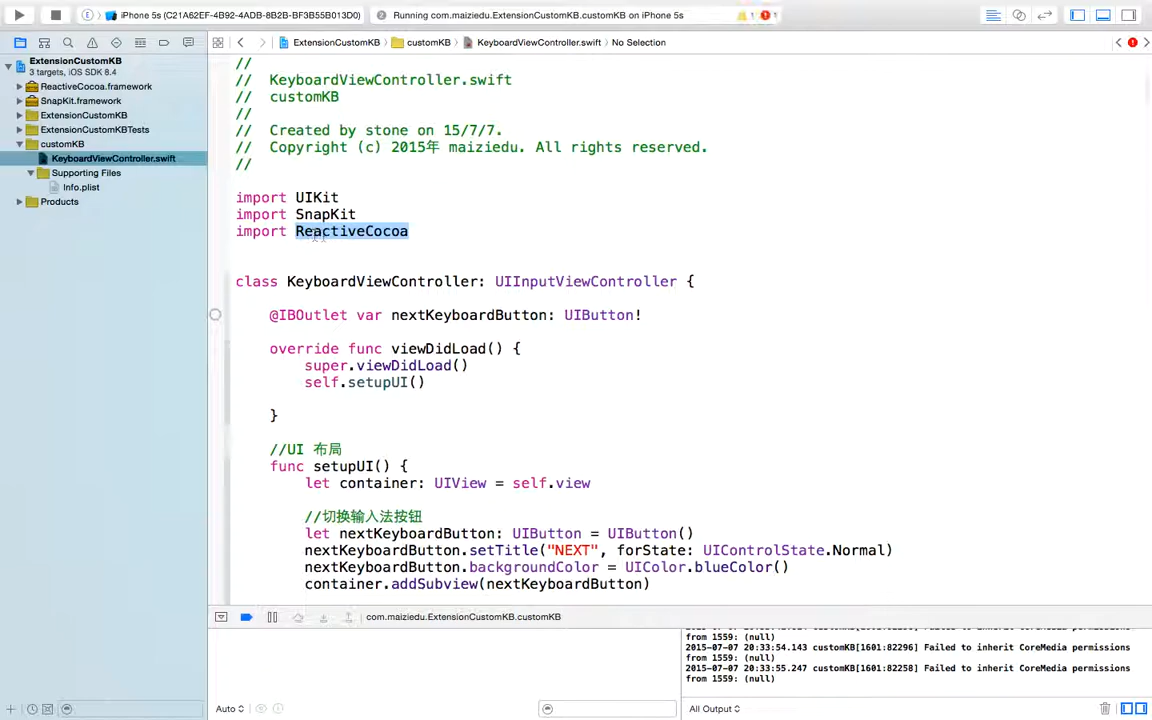 iPhone 5s (C21A62EF-4B92-4ADB-8B2B-BF3B55B013D0)
Running com.maiziedu.ExtensionCustomKB.customKB on iPhone 5s
1
1
ExtensionCustomKB
customKB
KeyboardViewController.swift
No Selection
ExtensionCustomKB
3 targets, iOS SDK 8.4
ReactiveCocoa.framework
SnapKit.framework
ExtensionCustomKB
ExtensionCustomKBTests
customKB
KeyboardViewController.swift
Supporting Files
Info.plist
Products
//
// KeyboardViewController.swift
// customKB
//
// Created by stone on 15/7/7.
// Copyright (c) 2015年 maiziedu. All rights reserved.
//
import UIKit
import SnapKit
import ReactiveCocoa
class KeyboardViewController: UIInputViewController {
@IBOutlet var nextKeyboardButton: UIButton!
override func viewDidLoad() {
super.viewDidLoad()
self.setupUI()
}
//UI 布局
func setupUI() {
let container: UIView = self.view
//切换输入法按钮
let nextKeyboardButton: UIButton = UIButton()
nextKeyboardButton.setTitle("NEXT", forState: UIControlState.Normal)
nextKeyboardButton.backgroundColor = UIColor.blueColor()
container.addSubview(nextKeyboardButton)
com.maiziedu.ExtensionCustomKB.customKB
from 1559: (null)
2015-07-07 20:33:54.143 customKB[1601:82296] Failed to inherit CoreMedia permissions
from 1559: (null)
2015-07-07 20:33:55.247 customKB[1601:82258] Failed to inherit CoreMedia permissions
from 1559: (null)
Auto
All Output